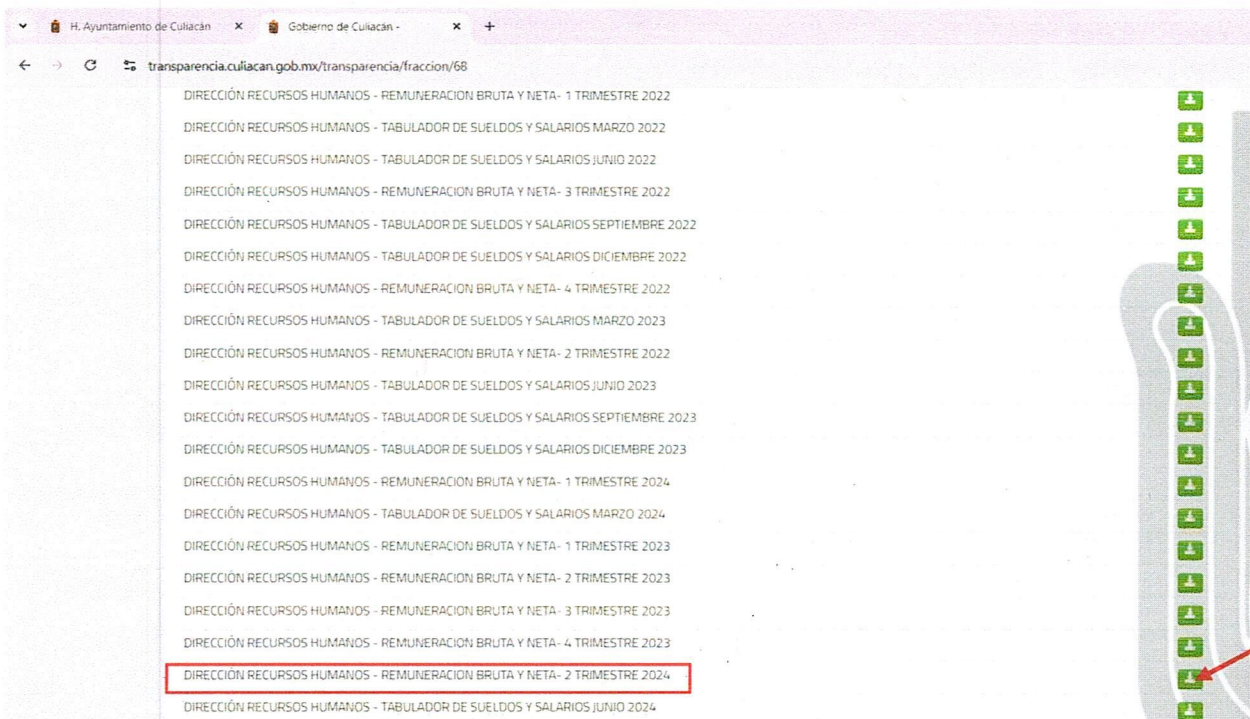 H. Ayuntamiento de Culiacán
Gobierno de Culiacán -
transparencia.culiacan.gob.mx/transparencia/fraccion/68
DIRECCIÓN RECURSOS HUMANOS - REMUNERACION BRUTA Y NETA- 1 TRIMESTRE 2022
DIRECCIÓN RECURSOS HUMANOS - TABULADOR DE SUELDOS Y SALARIOS MARZO 2022
DIRECCIÓN RECURSOS HUMANOS - TABULADOR DE SUELDOS Y SALARIOS JUNIO 2022
DIRECCIÓN RECURSOS HUMANOS - REMUNERACION BRUTA Y NETA- 3 TRIMESTRE 2022
DIRECCIÓN RECURSOS HUMANOS - TABULADOR DE SUELDOS Y SALARIOS SEPTIEMBRE 2022
DIRECCIÓN RECURSOS HUMANOS - TABULADOR DE SUELDOS Y SALARIOS DICIEMBRE 2022
DIRECCIÓN RECURSOS HUMANOS - REMUNERACION BRUTA Y NETA- 4 TRIMESTRE 2022
DIRECCIÓN RECURSOS HUMANOS - TABULADOR DE SUELDOS Y SALARIOS MARZO 2023
DIRECCIÓN RECURSOS HUMANOS - REMUNERACION BRUTA Y NETA- 2 TRIMESTRE 2022
DIRECCIÓN RECURSOS HUMANOS - TABULADOR DE SUELDOS Y SALARIOS JUNIO 2023
DIRECCIÓN RECURSOS HUMANOS - TABULADOR DE SUELDOS Y SALARIOS SEPTIEMBRE 2023
DIRECCIÓN RECURSOS HUMANOS - TABULADOR DE SUELDOS Y SALARIOS DICIEMBRE 2023
DIRECCIÓN RECURSOS HUMANOS - REMUNERACION BRUTA Y NETA- 1 TRIMESTRE 2024
DIRECCIÓN RECURSOS HUMANOS - TABULADOR DE SUELDOS Y SALARIOS MARZO 2024
DIRECCIÓN RECURSOS HUMANOS - REMUNERACION BRUTA Y NETA- 1 TRIMESTRE 2023
DIRECCIÓN RECURSOS HUMANOS - REMUNERACION BRUTA Y NETA- 2 TRIMESTRE 2023
DIRECCIÓN RECURSOS HUMANOS - REMUNERACION BRUTA Y NETA- 3 TRIMESTRE 2023
DIRECCIÓN RECURSOS HUMANOS - REMUNERACION BRUTA Y NETA- 4 TRIMESTRE 2023
DIRECCIÓN RECURSOS HUMANOS - REMUNERACION BRUTA Y NETA- 2 TRIMESTRE 2024
DIRECCIÓN RECURSOS HUMANOS - TABULADOR DE SUELDOS Y SALARIOS JUNIO 2024